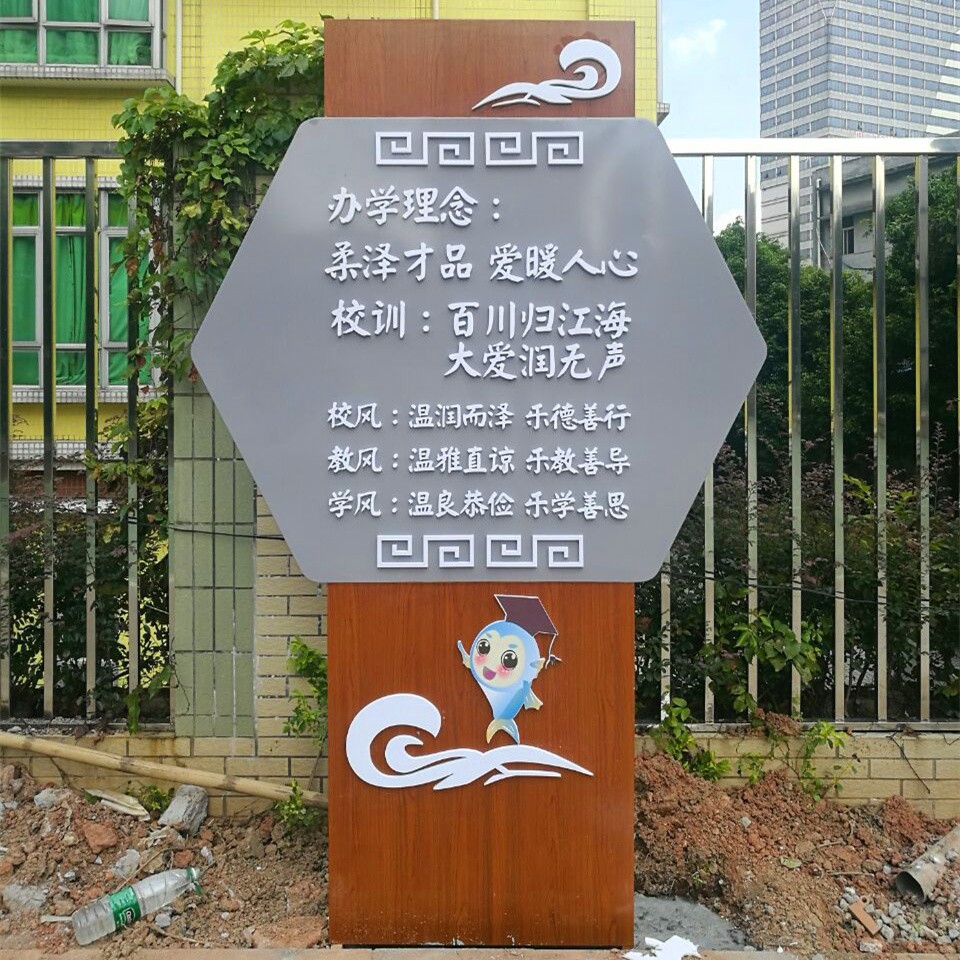 办学理念：
柔泽才品 爱暖人心
校训：百川归江海
大爱润无声
校风：温润而泽 乐德善行
教风：温雅直谅 乐教善导
学风：温良恭俭 乐学善思